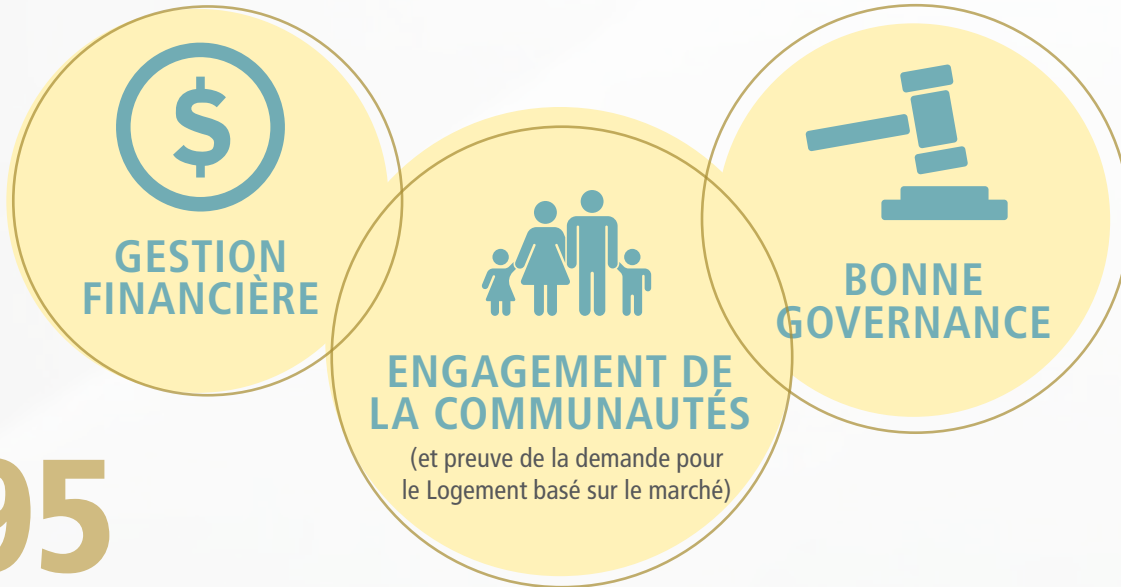 $
GESTION
FINANCIÈRE
ENGAGEMENT DE
LA COMMUNAUTÉS
(et preuve de la demande pour
le Logement basé sur le marché)
BONNE
GOVERNANCE
95